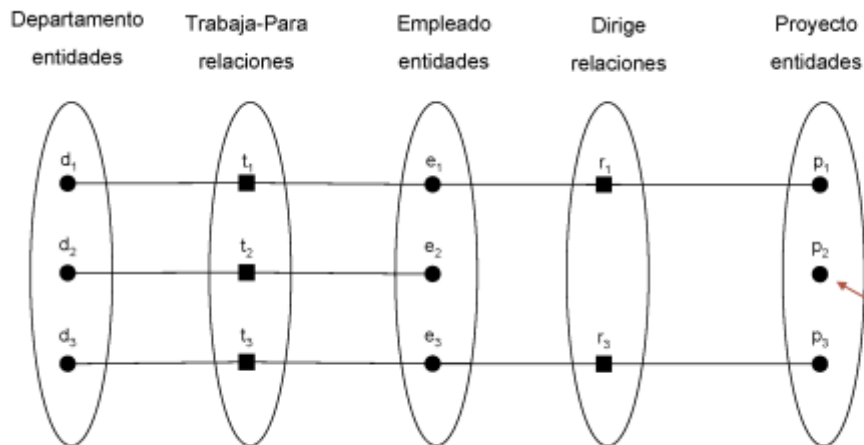 Departamento
entidades
Trabaja-Para
relaciones
Empleado
entidades
Dirige
relaciones
Proyecto
entidades
d₁
t₁
e₁
r₁
p₁
d₂
t₂
e₂
p₂
d₃
t₃
e₃
r₃
p₃